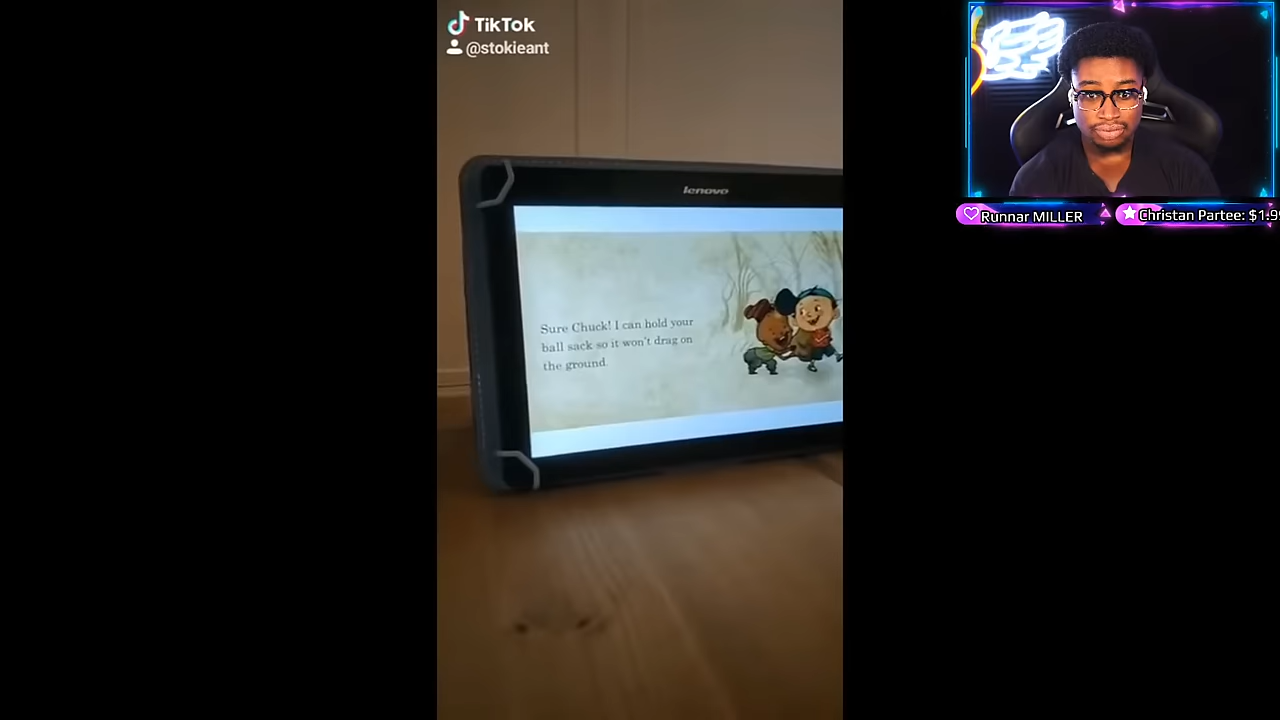 TikTok
@stokieant
lenovo
Sure Chuck! I can hold your
ball sack so it won't drag on
the ground.
Runnar MILLER
Christan Partee: $1.99